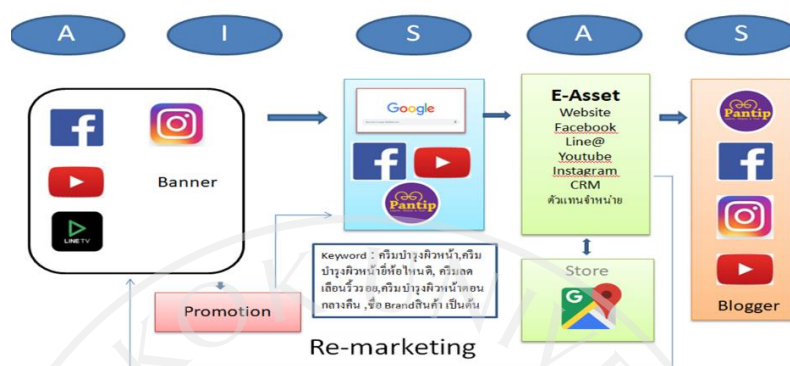 A
I
S
A
S
Banner
LINE TV
Promotion
Google
Pantip
Keyword : ครีมบำรุงผิวหน้า,ครีม
บำรุงผิวหน้ายี่ห้อไหนดี, ครีมลด
เลือนริ้วรอย,ครีมบำรุงผิวหน้าตอน
กลางคืน ,ชื่อ Brandสินค้า เป็นต้น
Re-marketing
E-Asset
Website
Facebook
Line@
Youtube
Instagram
CRM
ตัวแทนจำหน่าย
Store
G
Pantip
Blogger